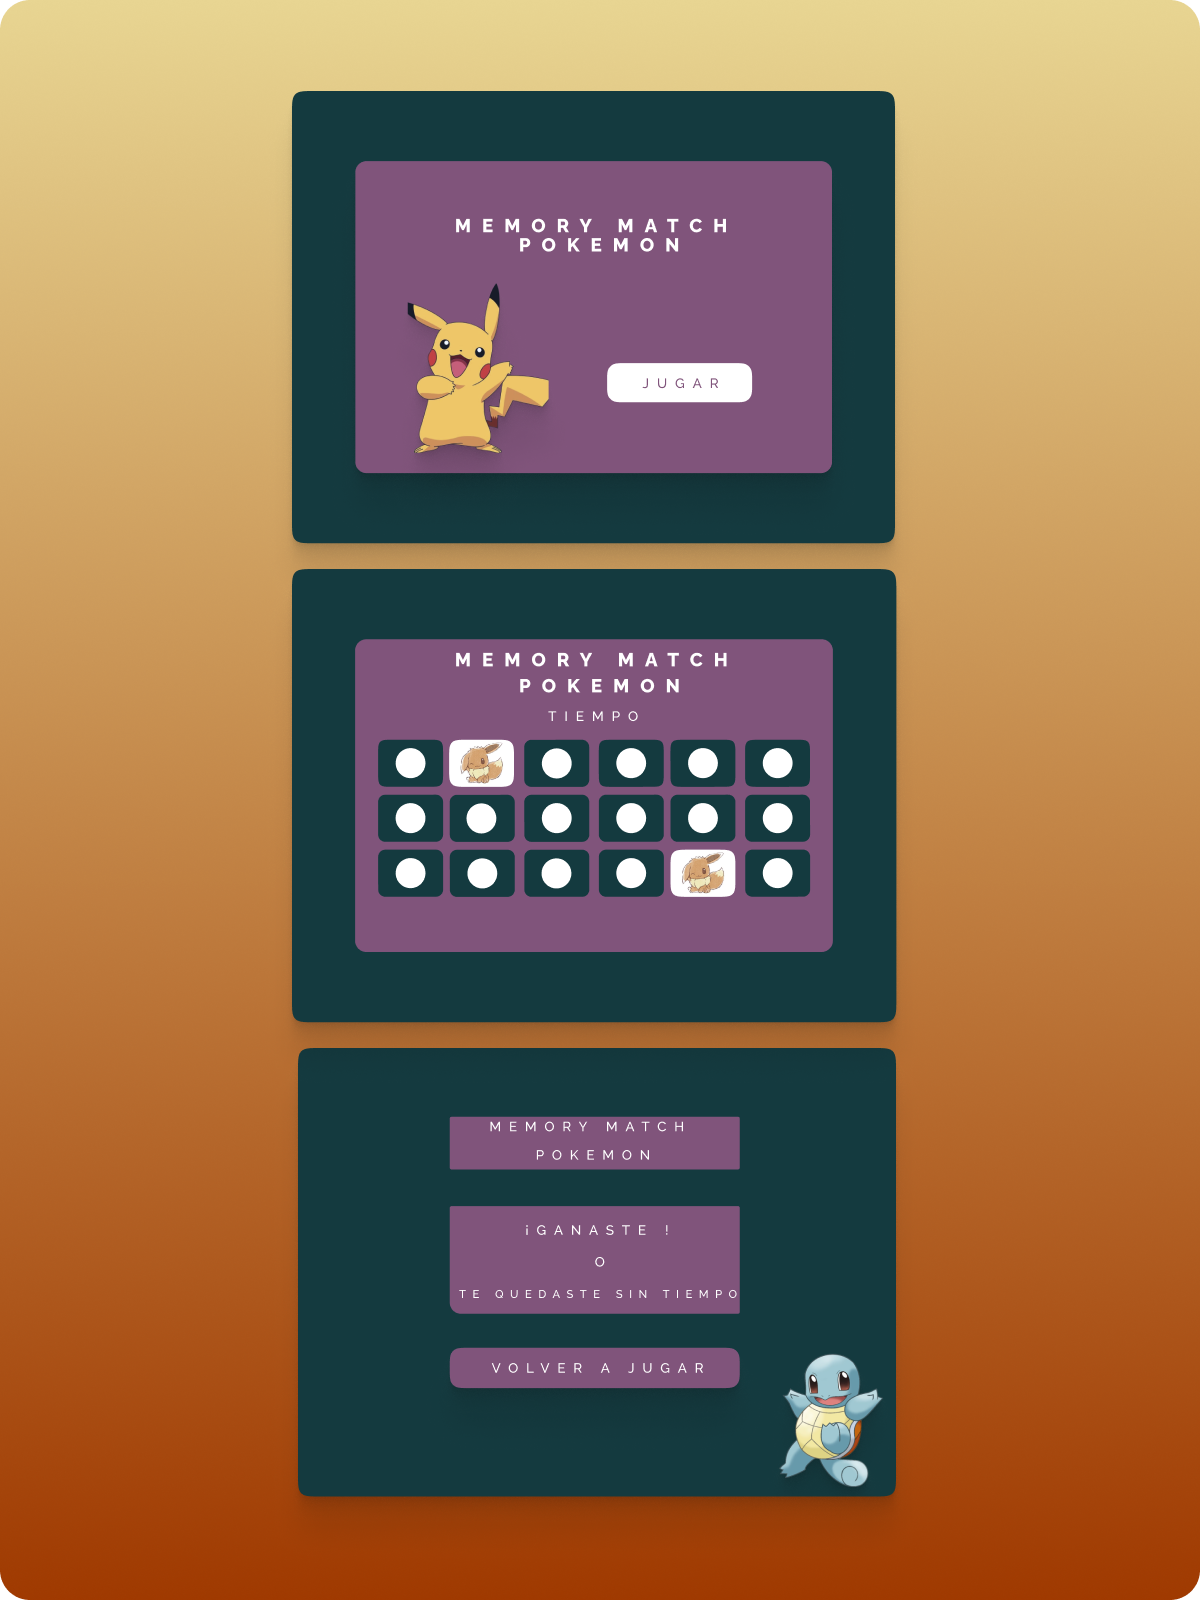 MEMORY MATCH
POKEMON
JUGAR
MEMORY MATCH
POKEMON
TIEMPO
MEMORY MATCH
POKEMON
¡GANASTE !
O
TE QUEDASTE SIN TIEMPO
VOLVER A JUGAR